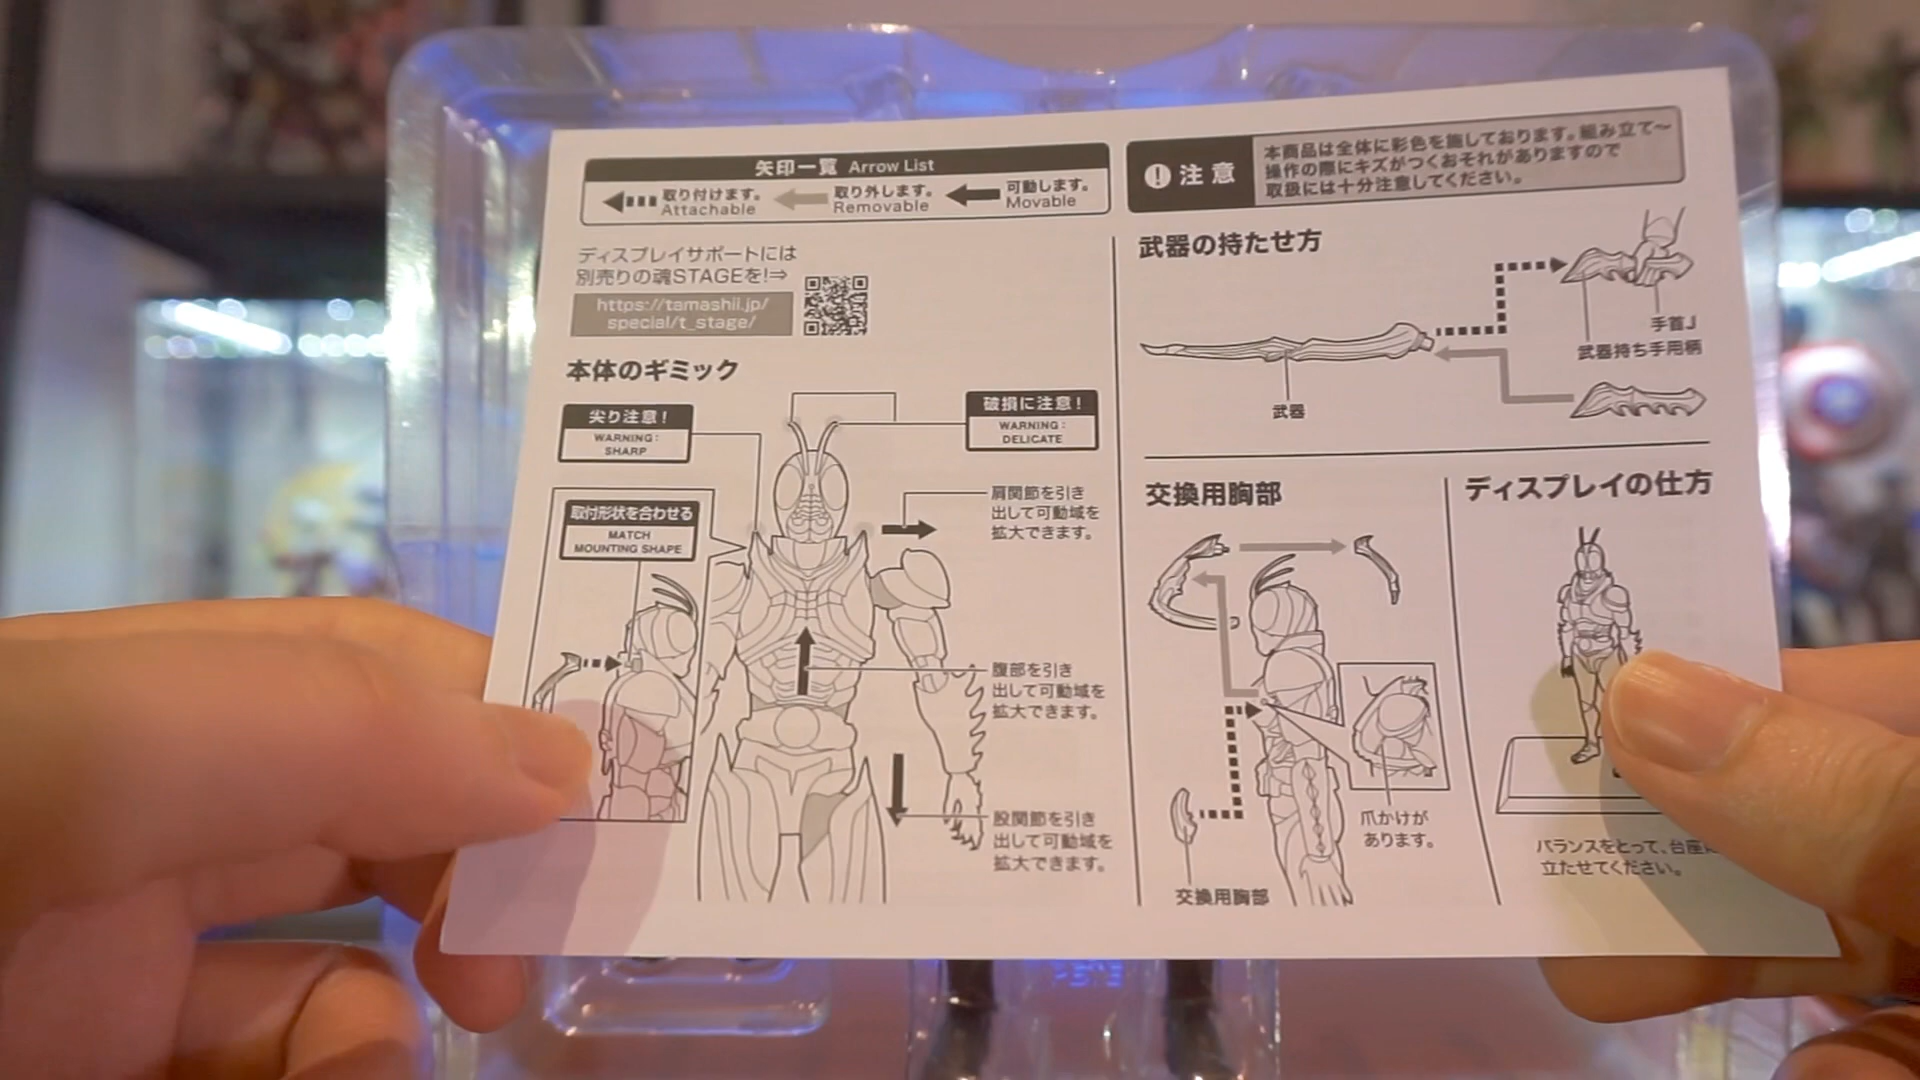 矢印一覧 Arrow List
取り付けます。
Attachable
取り外します。
Removable
可動します。
Movable
注意
本商品は全体に彩色を施しております。組み立て〜
操作の際にキズがつくおそれがありますので
取扱には十分注意してください。
ディスプレイサポートには
別売りの魂STAGEを!⇒
https://tamashii.jp/
special/t_stage/
本体のギミック
尖り注意!
WARNING:
SHARP
破損に注意!
WARNING:
DELICATE
取付形状を合わせる
MATCH
MOUNTING SHAPE
肩関節を引き
出して可動域を
拡大できます。
腹部を引き
出して可動域を
拡大できます。
股関節を引き
出して可動域を
拡大できます。
武器の持たせ方
手首J
武器持ち手用柄
武器
交換用胸部
爪かけが
あります。
交換用胸部
ディスプレイの仕方
バランスをとって、台座に
立たせてください。